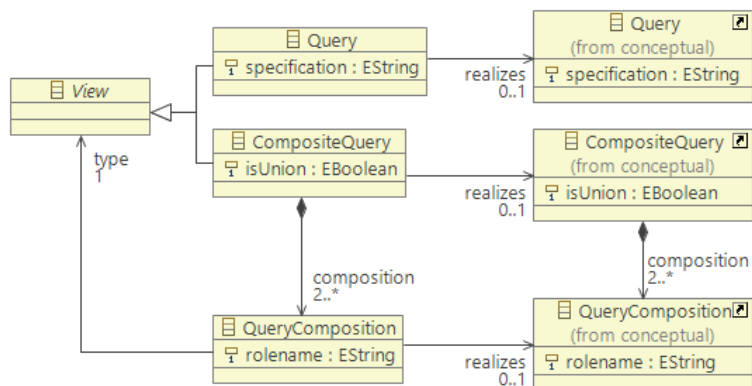 Query
specification : EString
realizes
0..1
Query
(from conceptual)
specification : EString
View
type
1
CompositeQuery
isUnion : EBoolean
realizes
0..1
CompositeQuery
(from conceptual)
isUnion : EBoolean
composition
2..*
composition
2..*
QueryComposition
rolename : EString
realizes
0..1
QueryComposition
(from conceptual)
rolename : EString